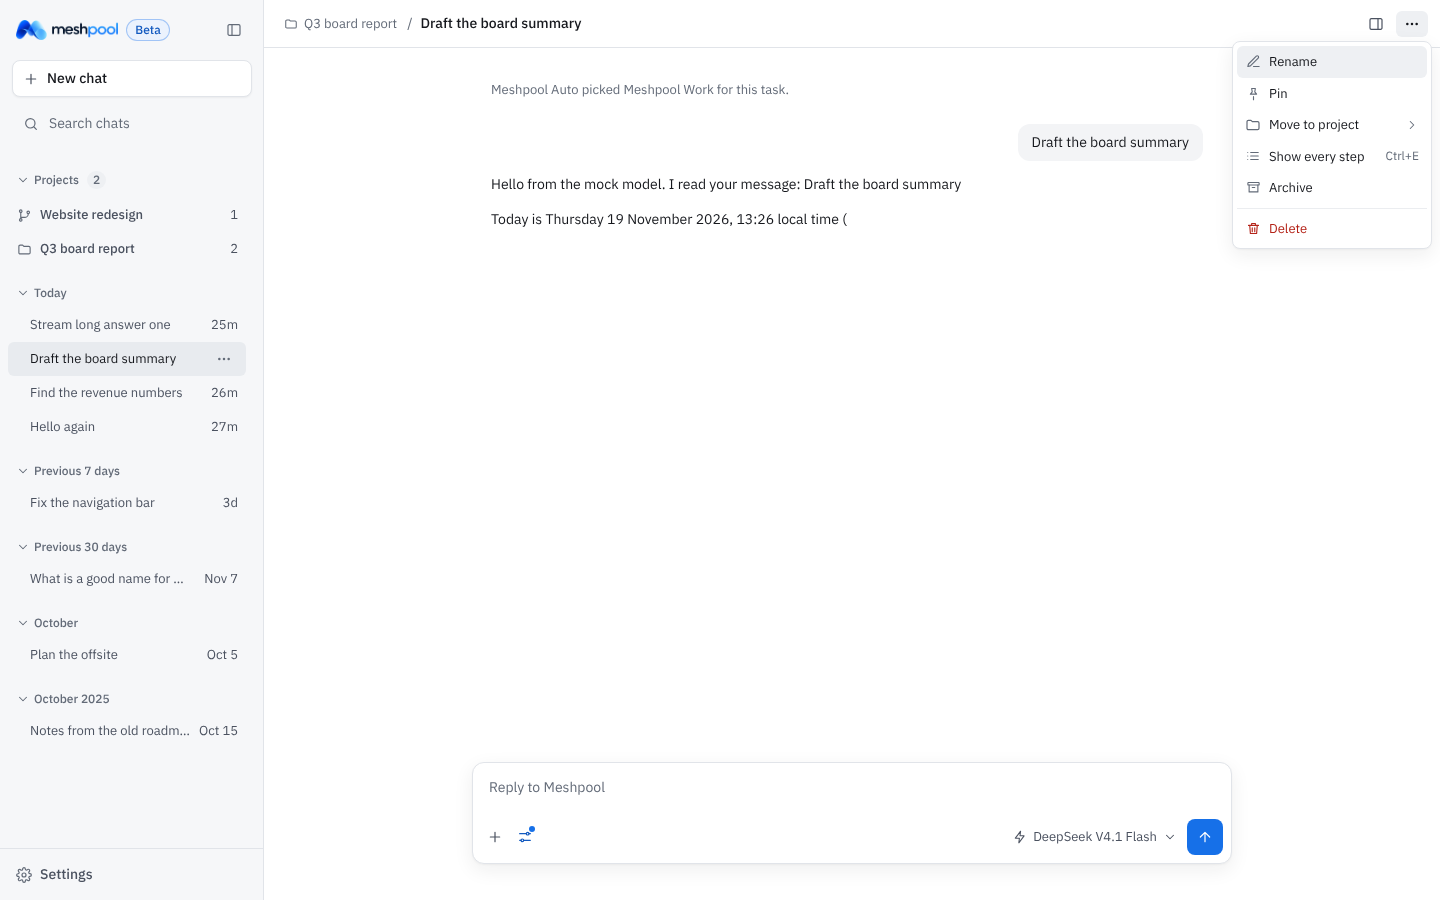 meshpool Beta
New chat
Search chats
Projects 2
Website redesign 1
Q3 board report 2
Today
Stream long answer one 25m
Draft the board summary
Find the revenue numbers 26m
Hello again 27m
Previous 7 days
Fix the navigation bar 3d
Previous 30 days
What is a good name for ... Nov 7
October
Plan the offsite Oct 5
October 2025
Notes from the old roadm... Oct 15
Settings
Q3 board report / Draft the board summary
Meshpool Auto picked Meshpool Work for this task.
Draft the board summary
Hello from the mock model. I read your message: Draft the board summary
Today is Thursday 19 November 2026, 13:26 local time (
Rename
Pin
Move to project
Show every step Ctrl+E
Archive
Delete
Reply to Meshpool
DeepSeek V4.1 Flash